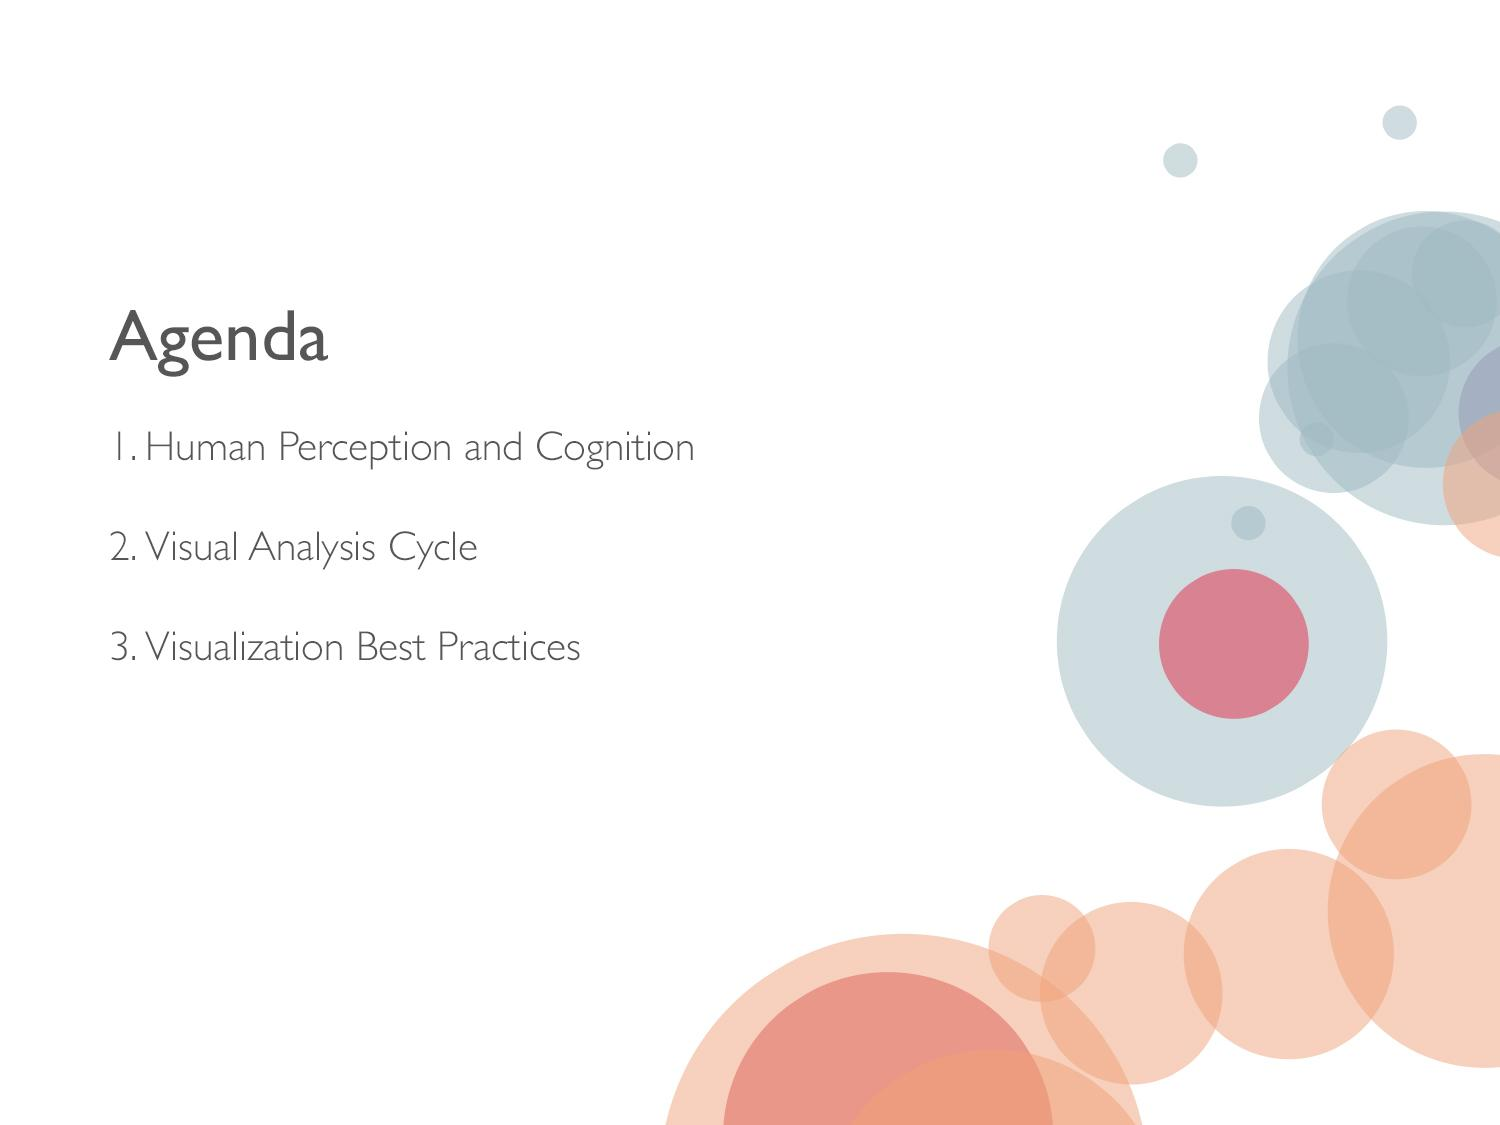 Agenda
1. Human Perception and Cognition
2. Visual Analysis Cycle
3. Visualization Best Practices